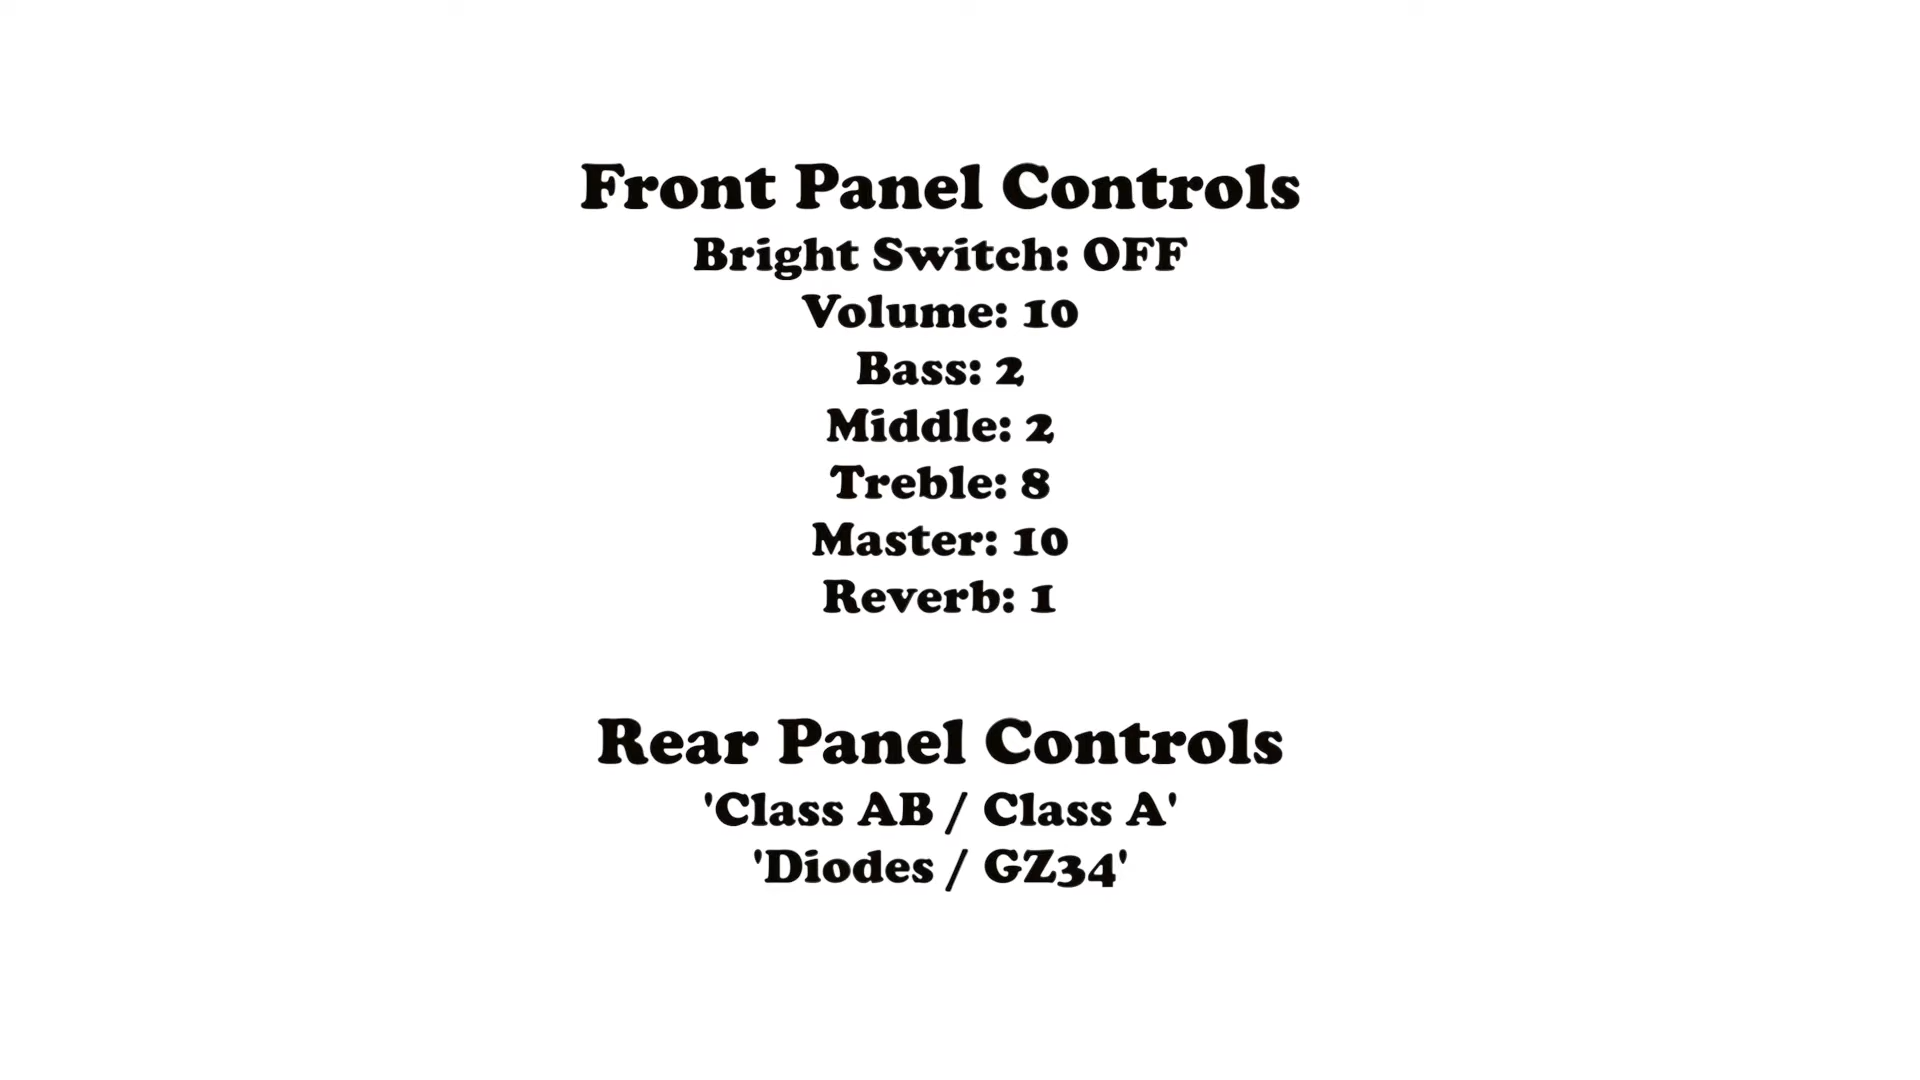 Front Panel Controls
Bright Switch: OFF
Volume: 10
Bass: 2
Middle: 2
Treble: 8
Master: 10
Reverb: 1
Rear Panel Controls
'Class AB / Class A'
'Diodes / GZ34'